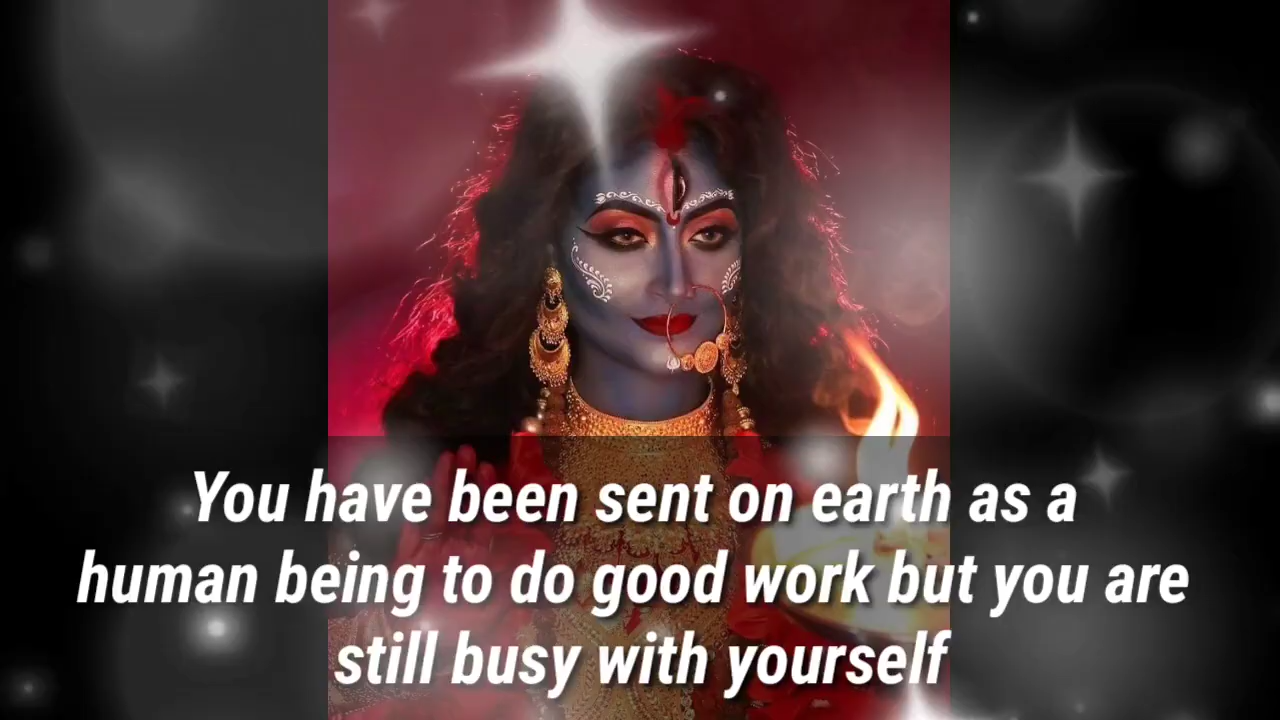 You have been sent on earth as a
human being to do good work but you are
still busy with yourself